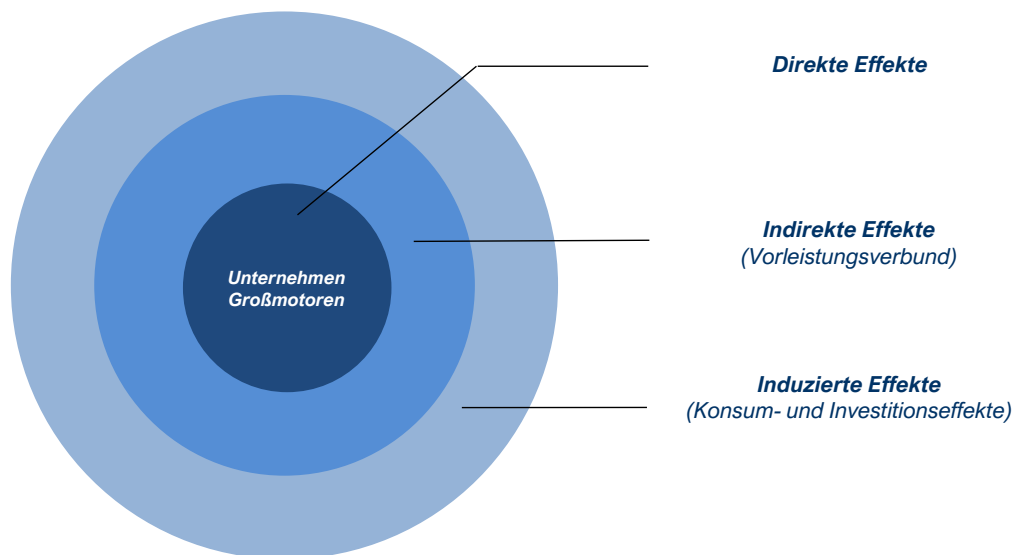 Direkte Effekte
Indirekte Effekte
(Vorleistungsverbund)
Unternehmen
Großmotoren
Induzierte Effekte
(Konsum- und Investitionseffekte)